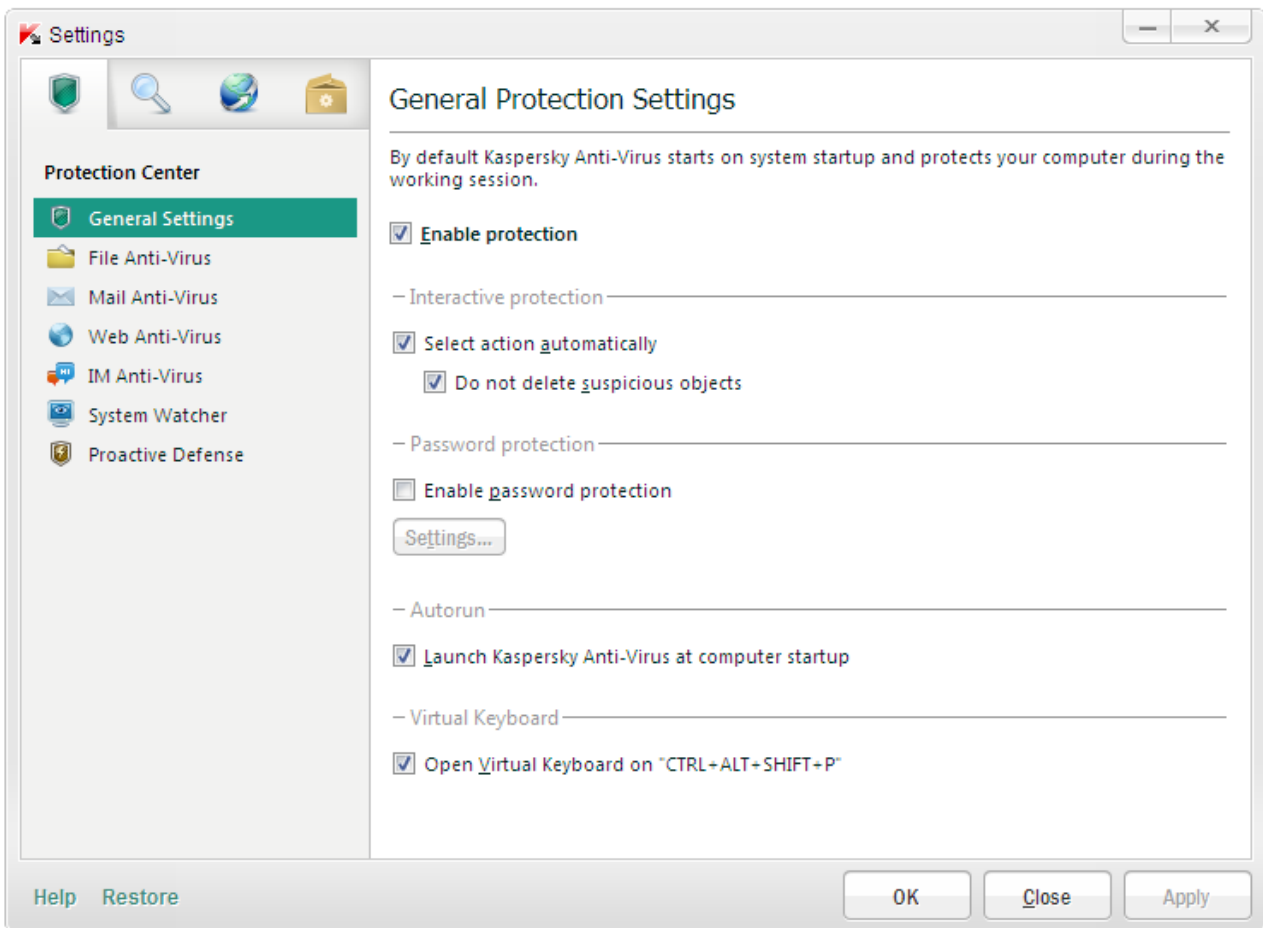 Settings
General Protection Settings
By default Kaspersky Anti-Virus starts on system startup and protects your computer during the
working session.
Protection Center
General Settings
File Anti-Virus
Mail Anti-Virus
Web Anti-Virus
IM Anti-Virus
System Watcher
Proactive Defense
Enable protection
Interactive protection
Select action automatically
Do not delete suspicious objects
Password protection
Enable password protection
Settings...
Autorun
Launch Kaspersky Anti-Virus at computer startup
Virtual Keyboard
Open Virtual Keyboard on "CTRL+ALT+SHIFT+P"
Help Restore
OK Close Apply